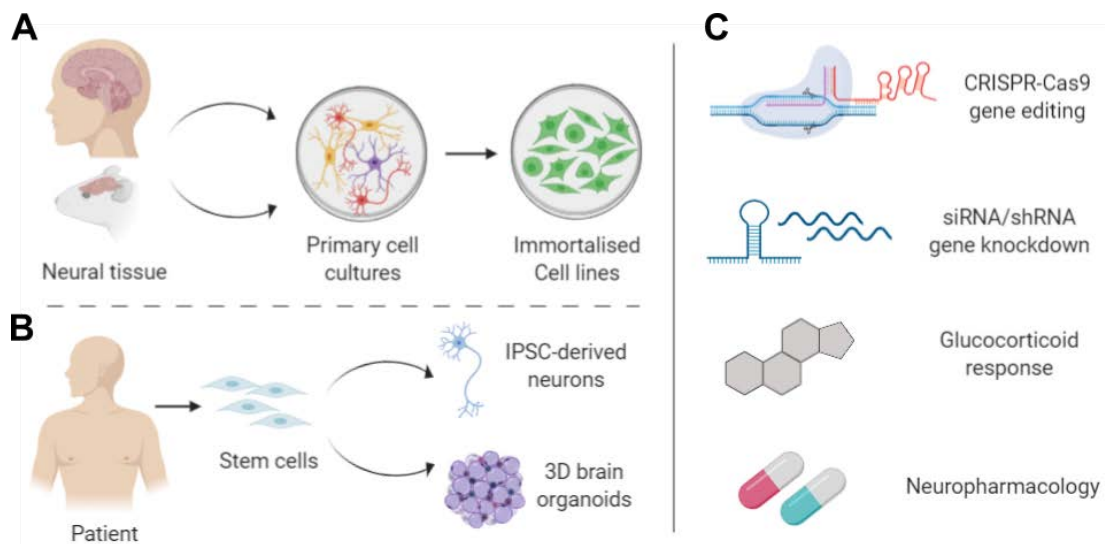 A
Neural tissue
Primary cell
cultures
Immortalised
Cell lines
B
Patient
Stem cells
IPSC-derived
neurons
3D brain
organoids
C
CRISPR-Cas9
gene editing
siRNA/shRNA
gene knockdown
Glucocorticoid
response
Neuropharmacology